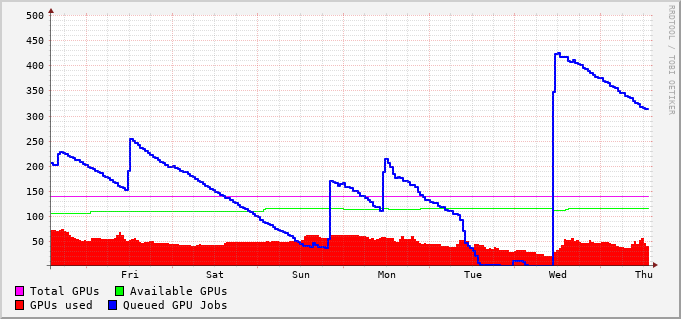 500
450
400
350
300
250
200
150
100
50
Fri Sat Sun Mon Tue Wed Thu
Total GPUs Available GPUs
GPUs used Queued GPU Jobs
RRDTOOL / TOBI OETIKER